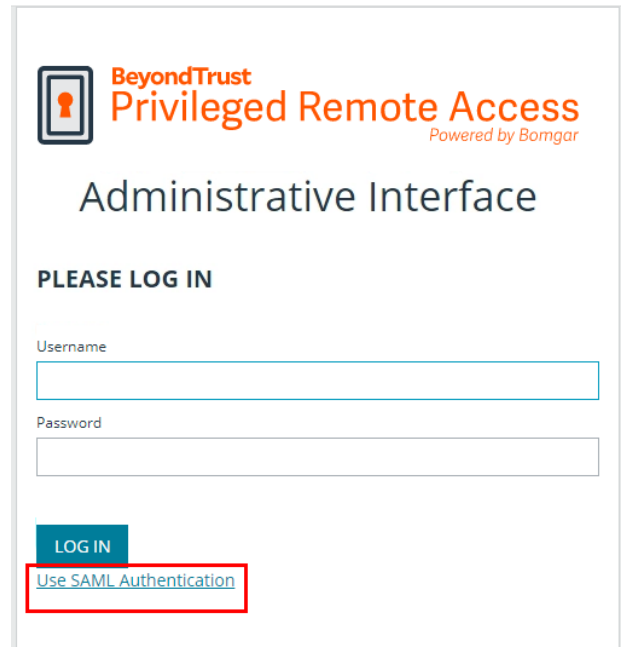 BeyondTrust
Privileged Remote Access
Powered by Bomgar
Administrative Interface
PLEASE LOG IN
Username
Password
LOG IN
Use SAML Authentication